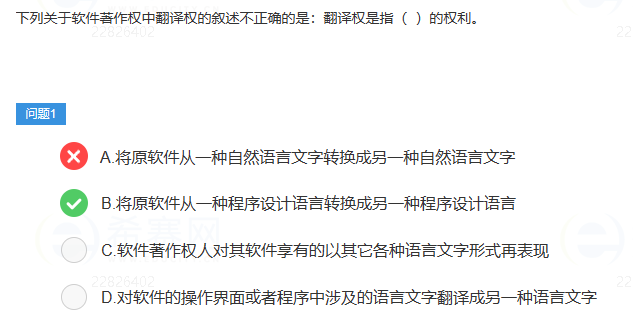 下列关于软件著作权中翻译权的叙述不正确的是：翻译权是指（ ）的权利。
问题1
A.将原软件从一种自然语言文字转换成另一种自然语言文字
B.将原软件从一种程序设计语言转换成另一种程序设计语言
C.软件著作权人对其软件享有的以其它各种语言文字形式再表现
D.对软件的操作界面或者程序中涉及的语言文字翻译成另一种语言文字